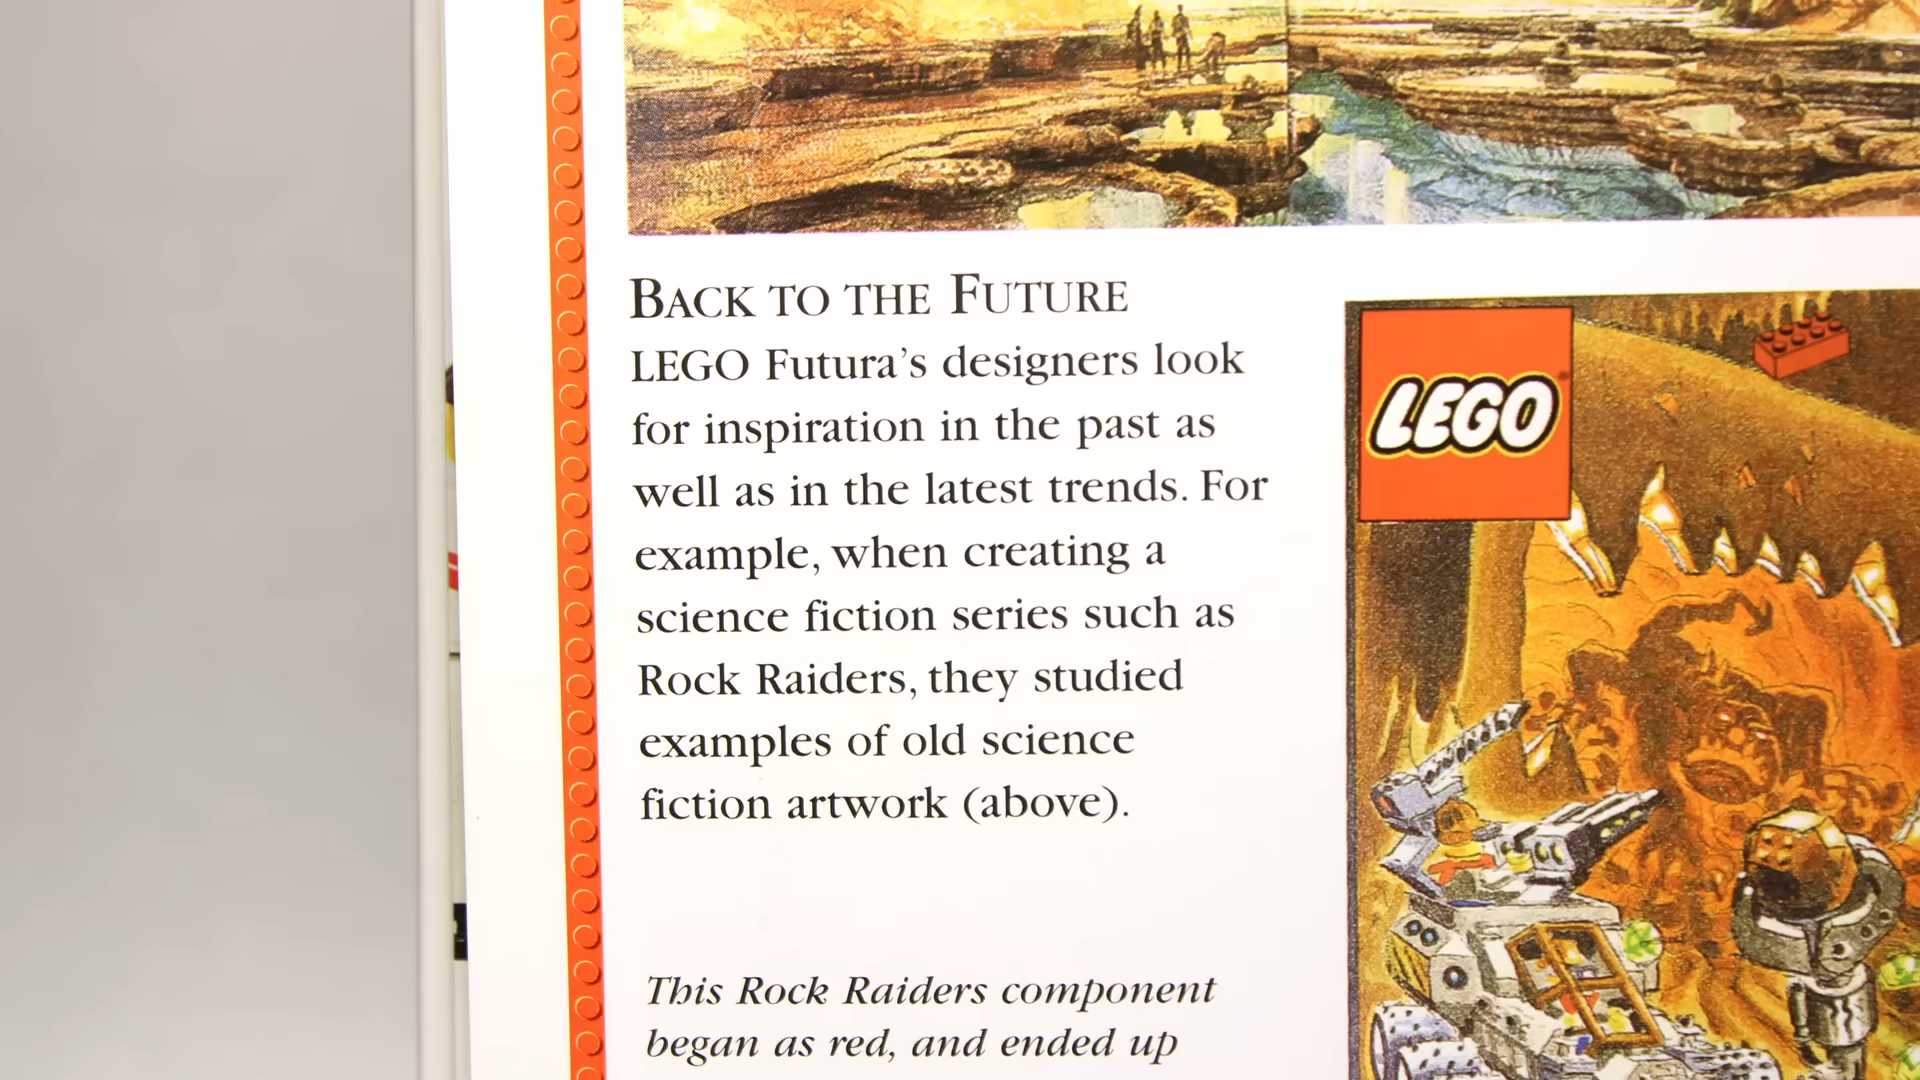 BACK TO THE FUTURE
LEGO Futura's designers look
for inspiration in the past as
well as in the latest trends. For
example, when creating a
science fiction series such as
Rock Raiders, they studied
examples of old science
fiction artwork (above).
This Rock Raiders component
began as red, and ended up
LEGO